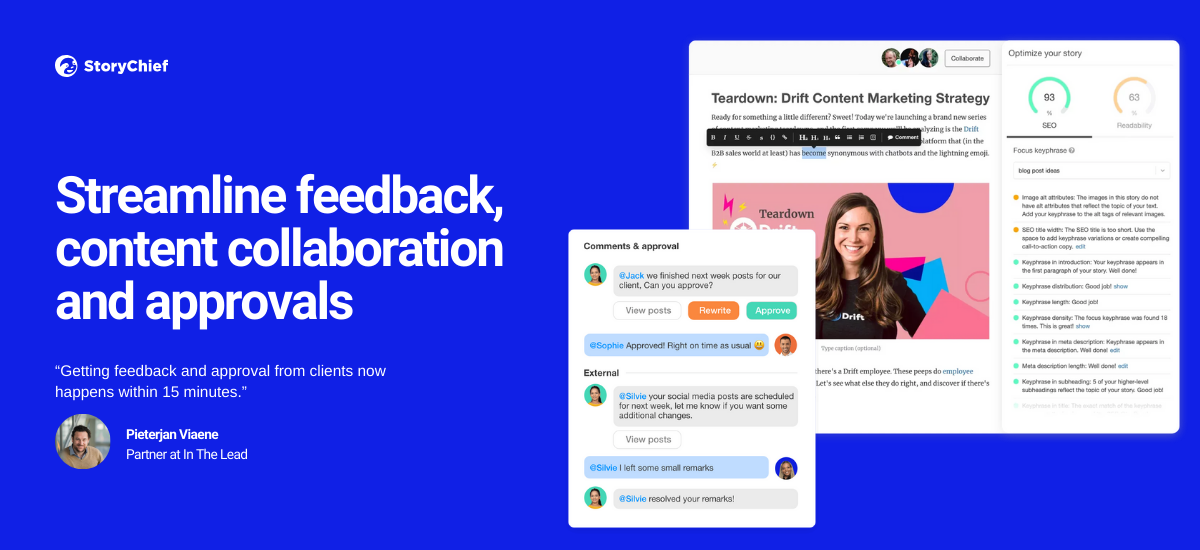 StoryChief
Streamline feedback,
content collaboration
and approvals
“Getting feedback and approval from clients now
happens within 15 minutes.”
Pieterjan Viaene
Partner at In The Lead
Collaborate
Teardown: Drift Content Marketing Strategy
Ready for something a little different? Sweet! Today we're launching a brand new series
alyzing is the Drift
B I U S
Comment
latform that (in the
B2B sales world at least) has become synonymous with chatbots and the lightning emoji.
⚡
Teardown
Drift
Drift
Type caption (optional)
there's a Drift employee. These peeps do employee
Let's see what else they do right, and discover if there's
Comments & approval
@Jack we finished next week posts for our
client, Can you approve?
View posts Rewrite Approve
@Sophie Approved! Right on time as usual 😃
External
@Silvie your social media posts are scheduled
for next week, let me know if you want some
additional changes.
View posts
@Silvie I left some small remarks
@Silvie resolved your remarks!
Optimize your story
93 63
% %
SEO Readability
Focus keyphrase
blog post ideas
Image alt attributes: The images in this story do not
have alt attributes that reflect the topic of your text.
Add your keyphrase to the alt tags of relevant images.
SEO title width: The SEO title is too short. Use the
space to add keyphrase variations or create compelling
call-to-action copy. edit
Keyphrase in introduction: Your keyphrase appears in
the first paragraph of your story. Well done!
Keyphrase distribution: Good job! show
Keyphrase length: Good job!
Keyphrase density: The focus keyphrase was found 18
times. This is great! show
Keyphrase in meta description: Keyphrase appears in
the meta description. Well done! edit
Meta description length: Well done! edit
Keyphrase in subheading: 5 of your higher-level
subheadings reflect the topic of your story. Good job!
Keyphrase in title: The exact match of the keyphrase